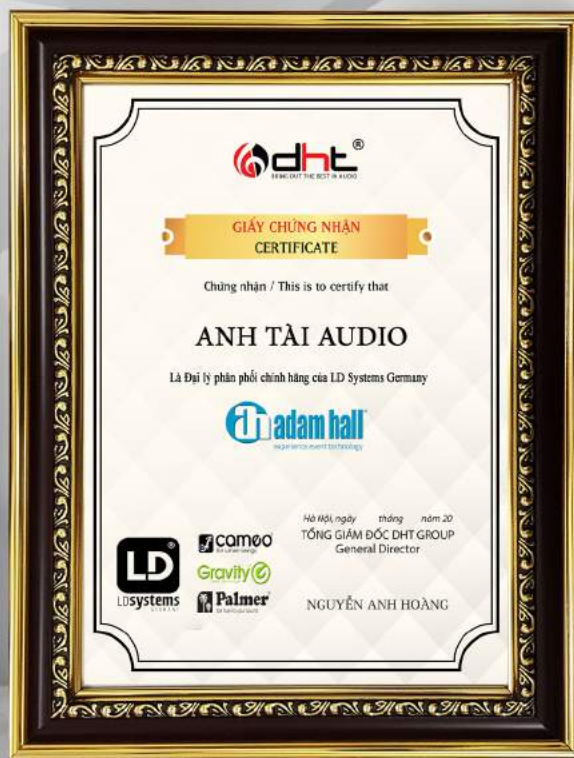 dht®
BRING OUT THE BEST IN AUDIO
GIẤY CHỨNG NHẬN
CERTIFICATE
Chứng nhận / This is to certify that
ANH TÀI AUDIO
Là Đại lý phân phối chính hãng của LD Systems Germany
ah adam hall
experience event technology
Hà Nội, ngày tháng năm 20
TỔNG GIÁM ĐỐC DHT GROUP
General Director
NGUYỄN ANH HOÀNG
LD®
LDsystems
GERMANY
cameo
Gravity
Palmer